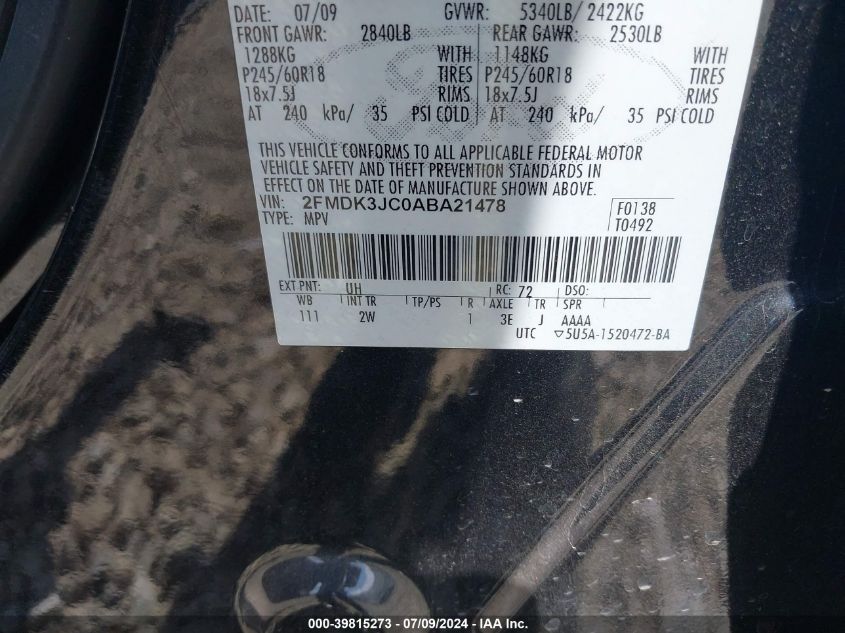 DATE: 07/09 GVWR: 5340LB/ 2422KG
FRONT GAWR: 2840LB REAR GAWR: 2530LB
1288KG WITH 1148KG WITH
P245/60R18 TIRES P245/60R18 TIRES
18x7.5J RIMS 18x7.5J RIMS
AT 240 kPa/ 35 PSI COLD AT 240 kPa/ 35 PSI COLD
THIS VEHICLE CONFORMS TO ALL APPLICABLE FEDERAL MOTOR
VEHICLE SAFETY AND THEFT PREVENTION STANDARDS IN
EFFECT ON THE DATE OF MANUFACTURE SHOWN ABOVE.
VIN: 2FMDK3JC0ABA21478 F0138
TYPE: MPV T0492
EXT PNT: UH RC: 72 DSO:
WB INT TR TP/PS R AXLE TR SPR
111 2W 1 3E J AAAA
UTC ▽5U5A-1520472-BA
000-39815273 - 07/09/2024 - IAA Inc.